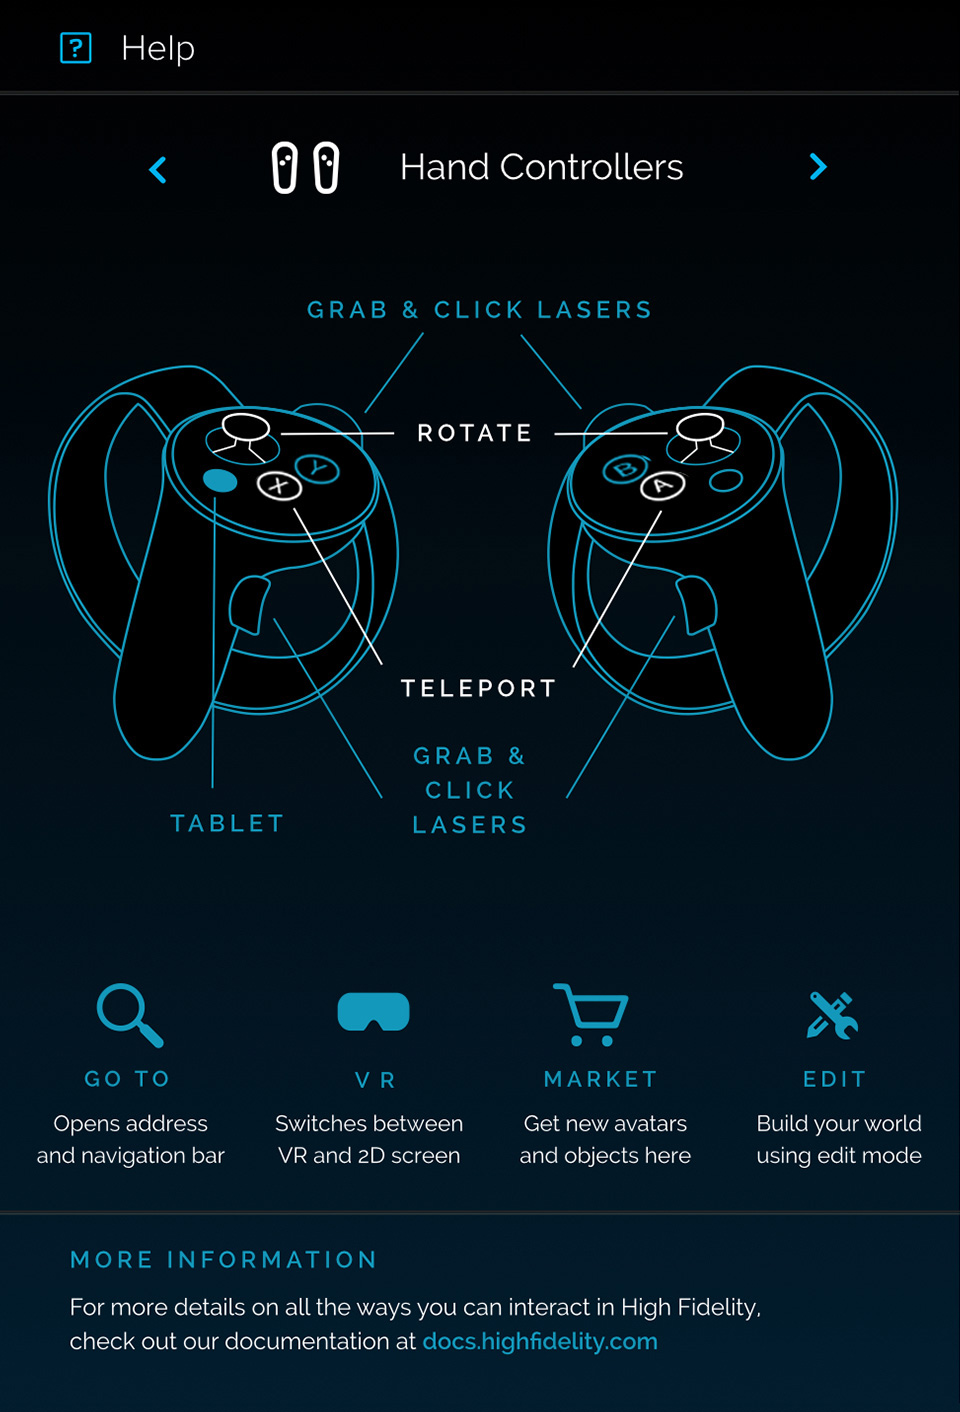 ? Help
Hand Controllers
GRAB & CLICK LASERS
ROTATE
Y
X
B
A
TELEPORT
GRAB &
CLICK
LASERS
TABLET
GO TO
Opens address
and navigation bar
VR
Switches between
VR and 2D screen
MARKET
Get new avatars
and objects here
EDIT
Build your world
using edit mode
MORE INFORMATION
For more details on all the ways you can interact in High Fidelity,
check out our documentation at docs.highfidelity.com